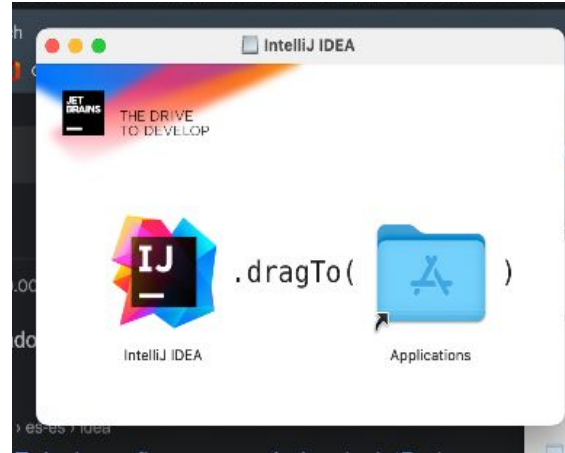 IntelliJ IDEA
JET
BRAINS
THE DRIVE
TO DEVELOP
IJ
.dragTo( )
IntelliJ IDEA
Applications
› es-es › idea